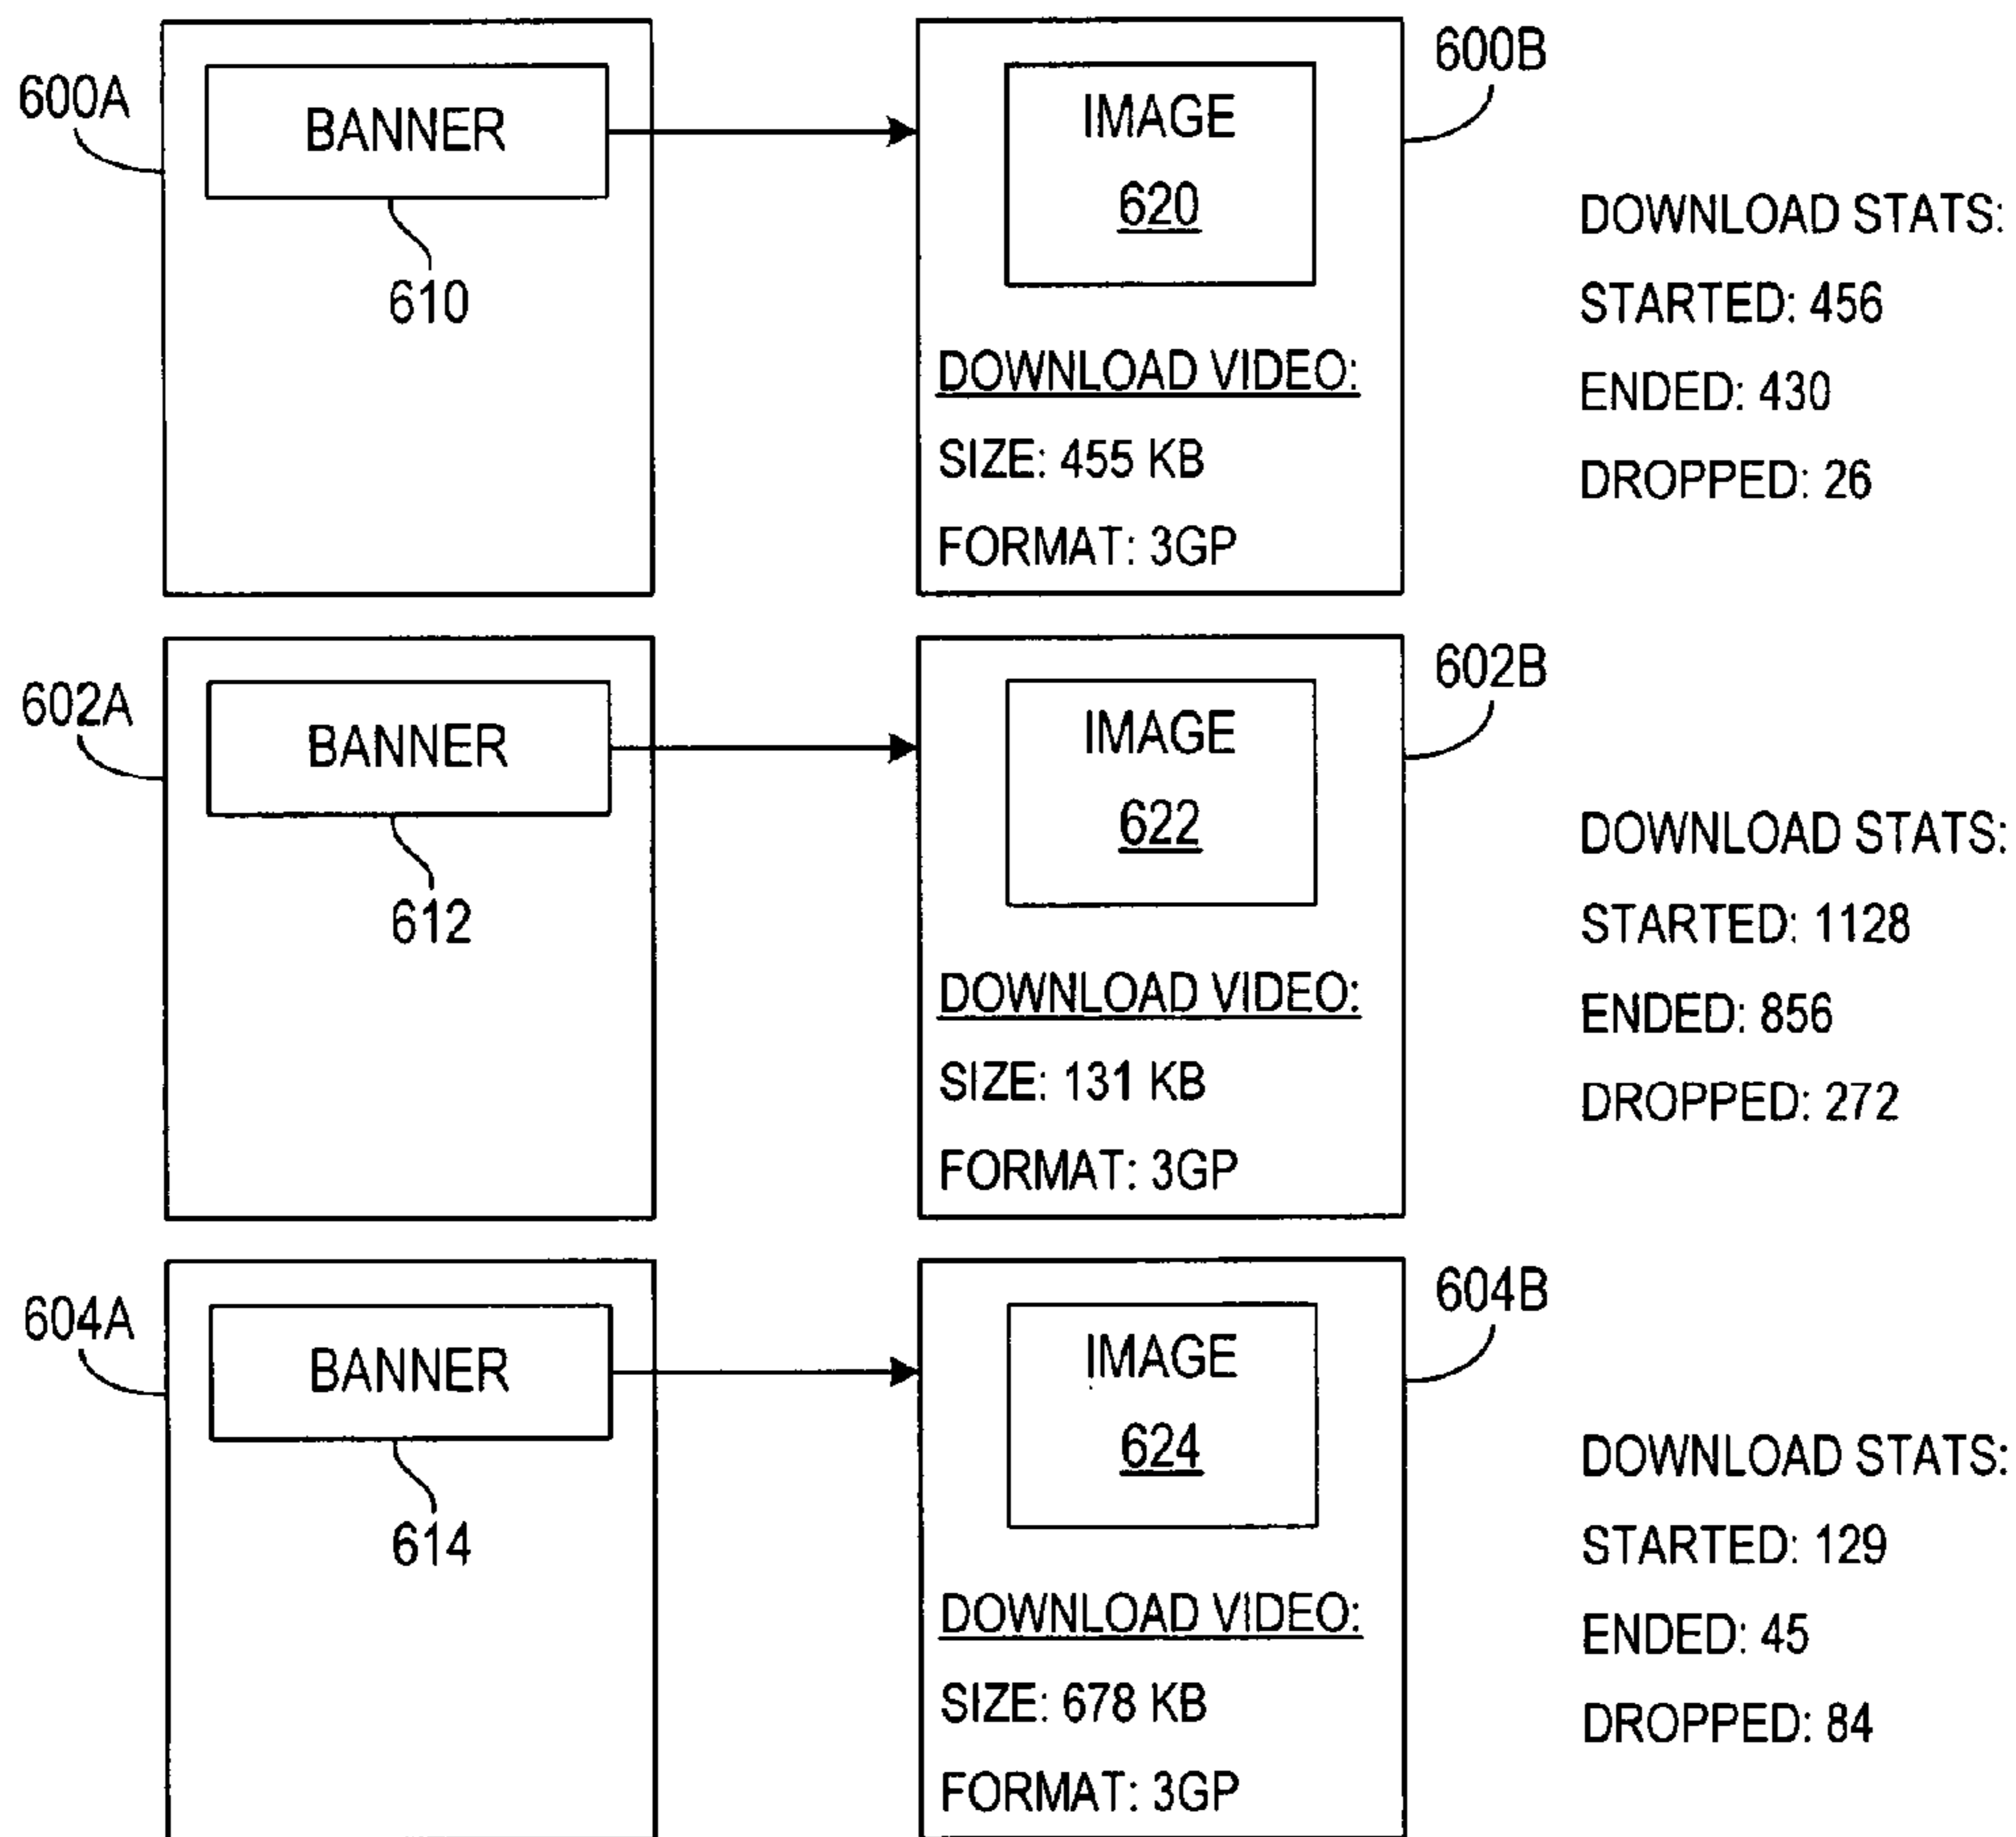 600A
BANNER
610
IMAGE
620
600B
DOWNLOAD VIDEO:
SIZE: 455 KB
FORMAT: 3GP
DOWNLOAD STATS:
STARTED: 456
ENDED: 430
DROPPED: 26
602A
BANNER
612
IMAGE
622
602B
DOWNLOAD VIDEO:
SIZE: 131 KB
FORMAT: 3GP
DOWNLOAD STATS:
STARTED: 1128
ENDED: 856
DROPPED: 272
604A
BANNER
614
IMAGE
624
604B
DOWNLOAD VIDEO:
SIZE: 678 KB
FORMAT: 3GP
DOWNLOAD STATS:
STARTED: 129
ENDED: 45
DROPPED: 84